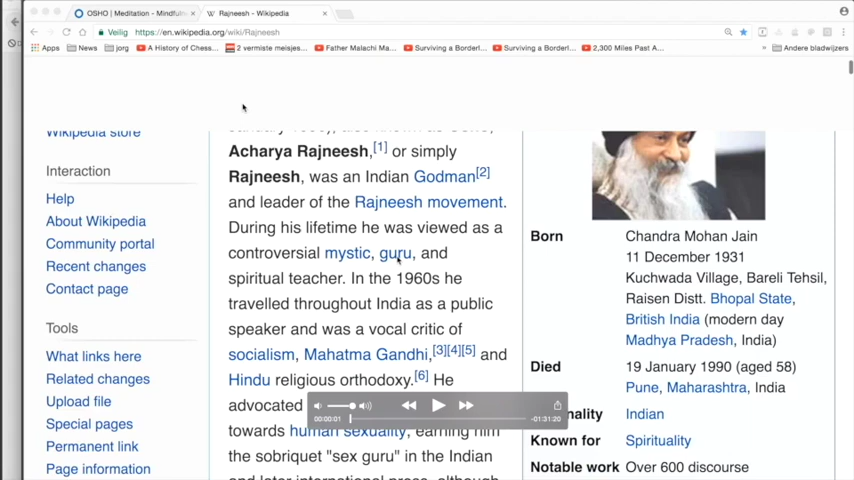 OSHO | Meditation - Mindfuln
Rajneesh - Wikipedia
Veilig
https://en.wikipedia.org/wiki/Rajneesh
Apps
News
jorg
A History of Chess...
2 vermiste meisjes...
Father Malachi Ma...
Surviving a Borderl...
Surviving a Borderl...
2,300 Miles Past A...
Andere bladwijzers
Wikipedia store
Interaction
Help
About Wikipedia
Community portal
Recent changes
Contact page
Tools
What links here
Related changes
Upload file
Special pages
Permanent link
Page information
Acharya Rajneesh,[1] or simply
Rajneesh, was an Indian Godman[2]
and leader of the Rajneesh movement.
During his lifetime he was viewed as a
controversial mystic, guru, and
spiritual teacher. In the 1960s he
travelled throughout India as a public
speaker and was a vocal critic of
socialism, Mahatma Gandhi,[3][4][5] and
Hindu religious orthodoxy.[6] He
advocated
towards human sexuality, earning him
the sobriquet "sex guru" in the Indian
and later international press, although
Born
Chandra Mohan Jain
11 December 1931
Kuchwada Village, Bareli Tehsil,
Raisen Distt. Bhopal State,
British India (modern day
Madhya Pradesh, India)
Died
19 January 1990 (aged 58)
Pune, Maharashtra, India
nality
Indian
Known for
Spirituality
Notable work
Over 600 discourse
00:00:01
-01:31:20